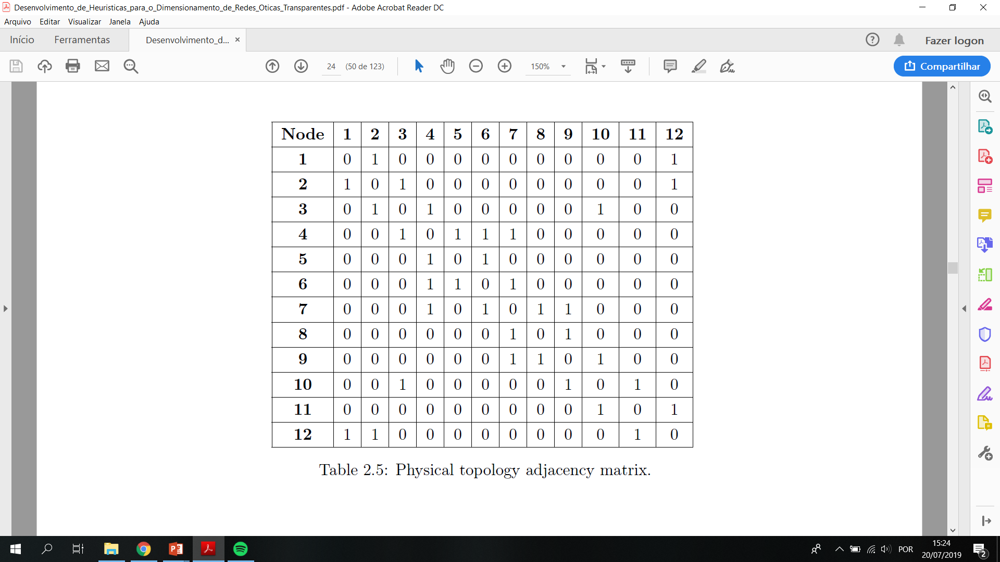 Desenvolvimento_de_Heuristicas_para_o_Dimensionamento_de_Redes_Oticas_Transparentes.pdf - Adobe Acrobat Reader DC
Arquivo Editar Visualizar Janela Ajuda
Início Ferramentas Desenvolvimento_d... × Fazer logon
24 (50 de 123) 150% Compartilhar
Node 1 2 3 4 5 6 7 8 9 10 11 12
1 0 1 0 0 0 0 0 0 0 0 0 1
2 1 0 1 0 0 0 0 0 0 0 0 1
3 0 1 0 1 0 0 0 0 0 1 0 0
4 0 0 1 0 1 1 1 0 0 0 0 0
5 0 0 0 1 0 1 0 0 0 0 0 0
6 0 0 0 1 1 0 1 0 0 0 0 0
7 0 0 0 1 0 1 0 1 1 0 0 0
8 0 0 0 0 0 0 1 0 1 0 0 0
9 0 0 0 0 0 0 1 1 0 1 0 0
10 0 0 1 0 0 0 0 0 1 0 1 0
11 0 0 0 0 0 0 0 0 0 1 0 1
12 1 1 0 0 0 0 0 0 0 0 1 0
Table 2.5: Physical topology adjacency matrix.
POR
15:24
20/07/2019
2